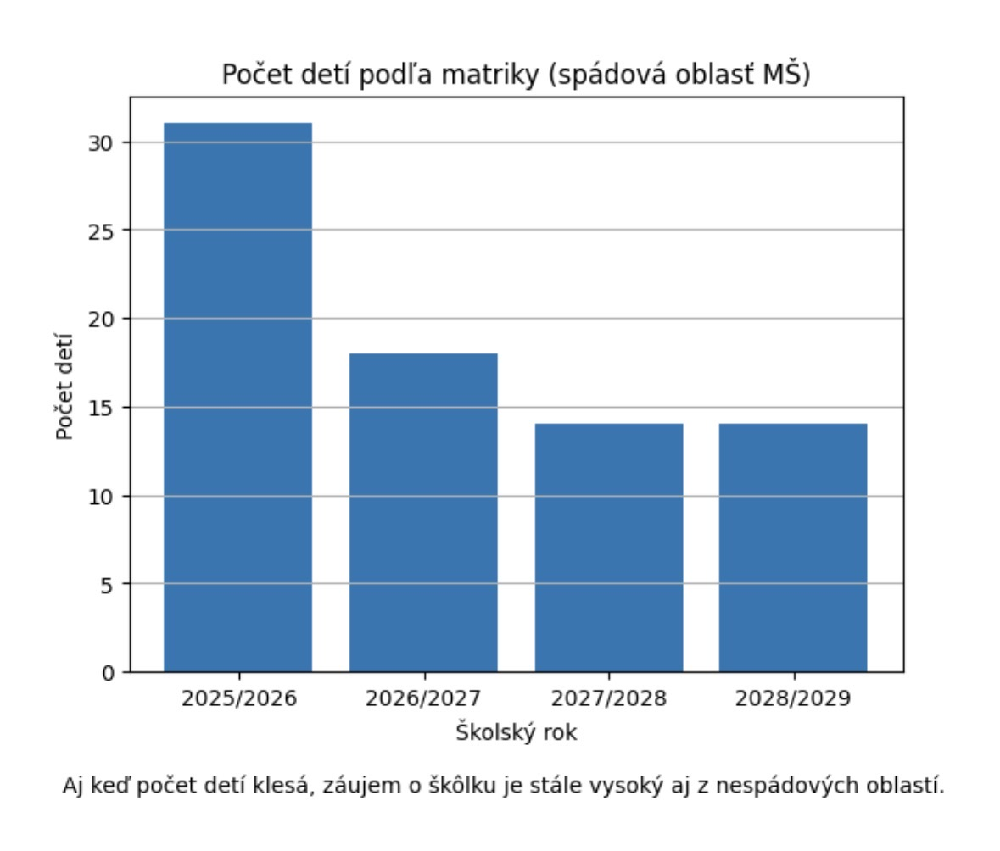 Počet detí podľa matriky (spádová oblasť MŠ)
Počet detí
30
25
20
15
10
5
0
2025/2026 2026/2027 2027/2028 2028/2029
Školský rok
Aj keď počet detí klesá, záujem o škôlku je stále vysoký aj z nespádových oblastí.